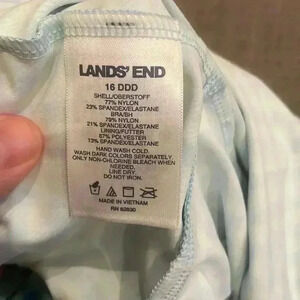 LANDS' END
16 DDD
SHELL/OBERSTOFF
77% NYLON
23% SPANDEX/ELASTANE
BRA/BH
79% NYLON
21% SPANDEX/ELASTANE
LINING/FUTTER
87% POLYESTER
13% SPANDEX/ELASTANE
HAND WASH COLD.
WASH DARK COLORS SEPARATELY.
ONLY NON-CHLORINE BLEACH WHEN
NEEDED.
LINE DRY.
DO NOT IRON.
MADE IN VIETNAM
RN 62830